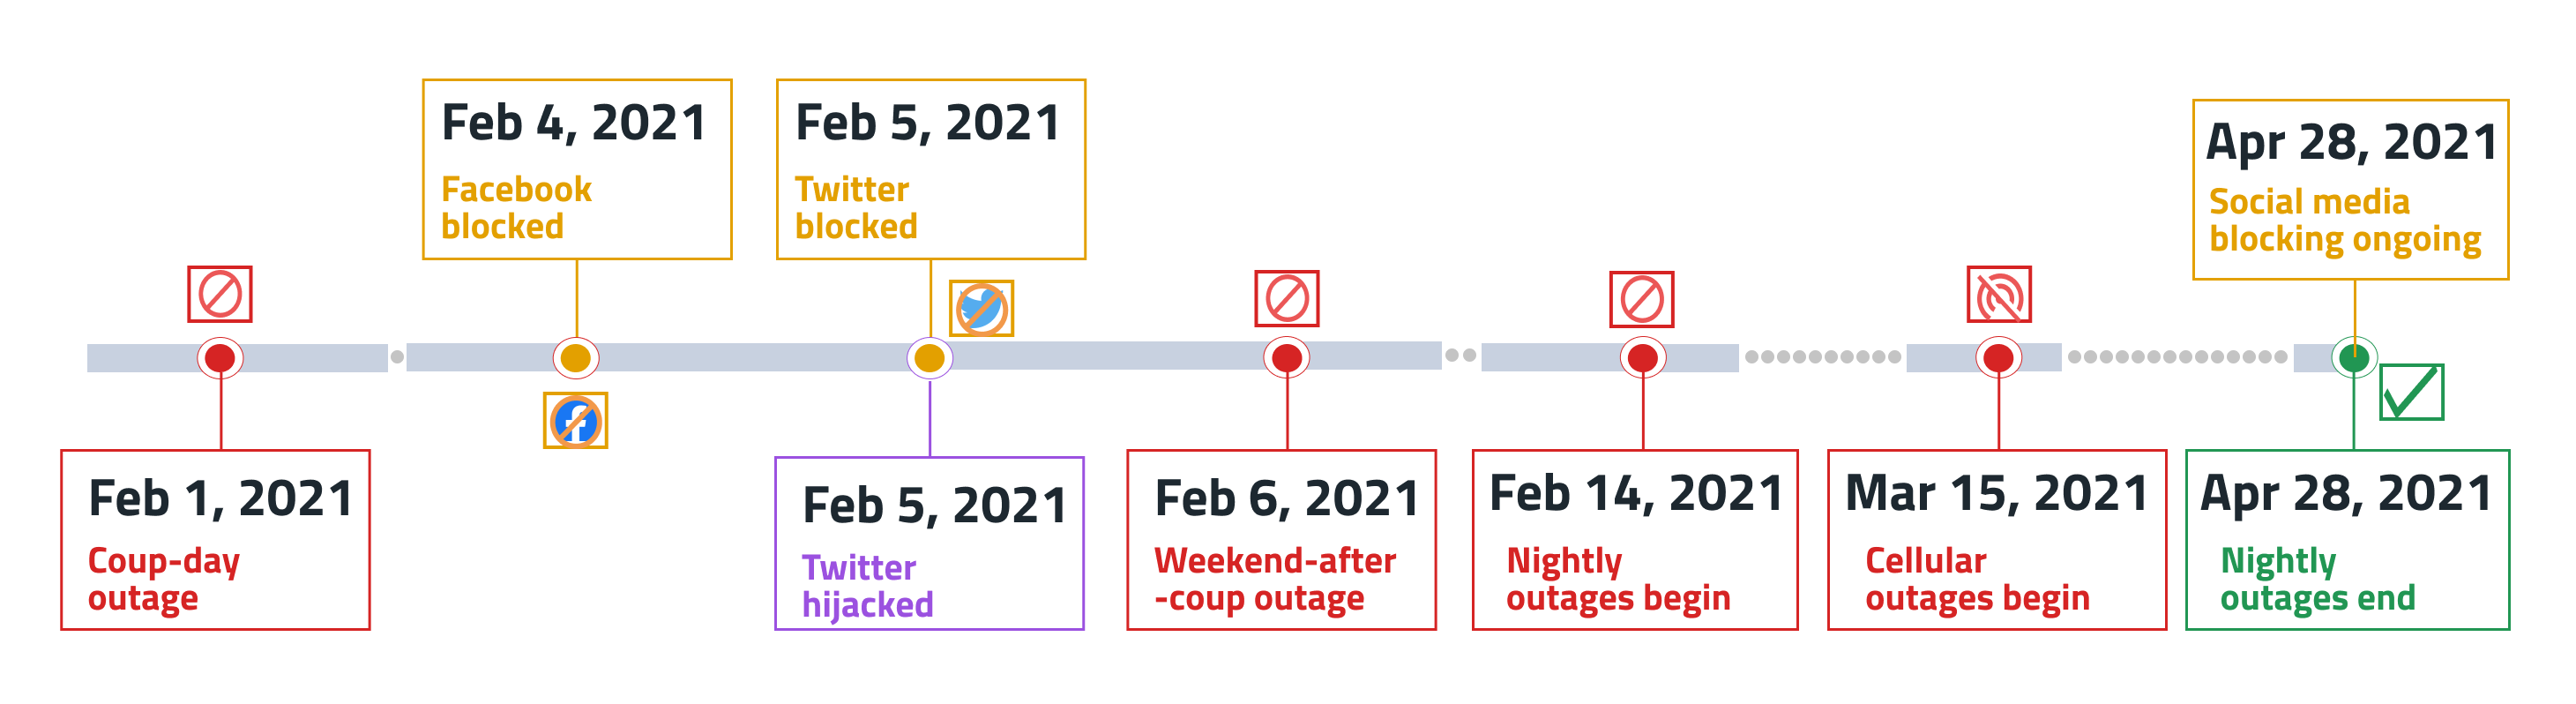 Feb 4, 2021
Facebook
blocked
Feb 5, 2021
Twitter
blocked
Apr 28, 2021
Social media
blocking ongoing
Feb 1, 2021
Coup-day
outage
Feb 5, 2021
Twitter
hijacked
Feb 6, 2021
Weekend-after
-coup outage
Feb 14, 2021
Nightly
outages begin
Mar 15, 2021
Cellular
outages begin
Apr 28, 2021
Nightly
outages end